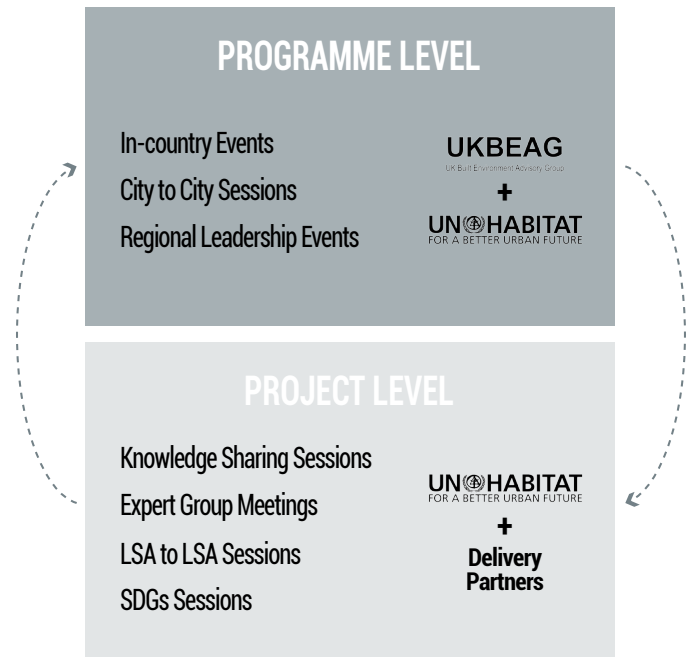 PROGRAMME LEVEL
In-country Events
City to City Sessions
Regional Leadership Events
UKBEAG
UK Built Environment Advisory Group
+
UN HABITAT
FOR A BETTER URBAN FUTURE
PROJECT LEVEL
Knowledge Sharing Sessions
Expert Group Meetings
LSA to LSA Sessions
SDGs Sessions
UN HABITAT
FOR A BETTER URBAN FUTURE
+
Delivery
Partners